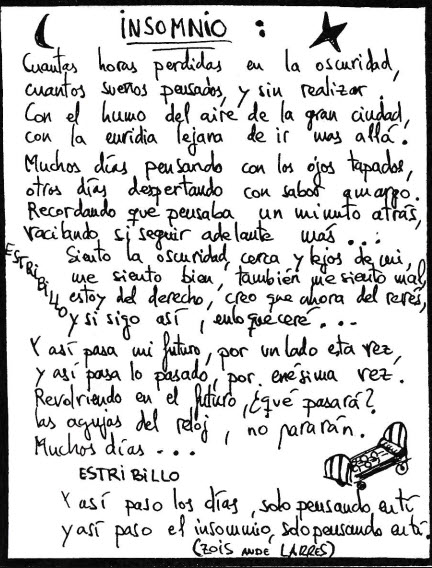 INSOMNIO :
Cuantas horas perdidas en la oscuridad,
cuantos sueños pensados, y sin realizar.
Con el humo del aire de la gran ciudad,
con la envidia lejana de ir mas allá.
Muchos días pensando con los ojos tapados,
otros días despertando con sabor amargo.
Recordando que pensaba un minuto atrás,
vacilando si seguir adelante más...
ESTRIBILLO
Siento la oscuridad, cerca y lejos de mi,
me siento bien, también me siento mal,
estoy del derecho, creo que ahora del revés,
y si sigo así, enloqueceré...
Y así pasa mi futuro, por un lado esta vez,
y así pasa lo pasado, por enésima vez.
Revolviendo en el futuro, ¿qué pasará?
las agujas del reloj, no pararán.
Muchos días...
ESTRIBILLO
Y así paso los días, solo pensando en tí
y así paso el insomnio, solo pensando en tí.
(ZOIS ANDE LARRES)